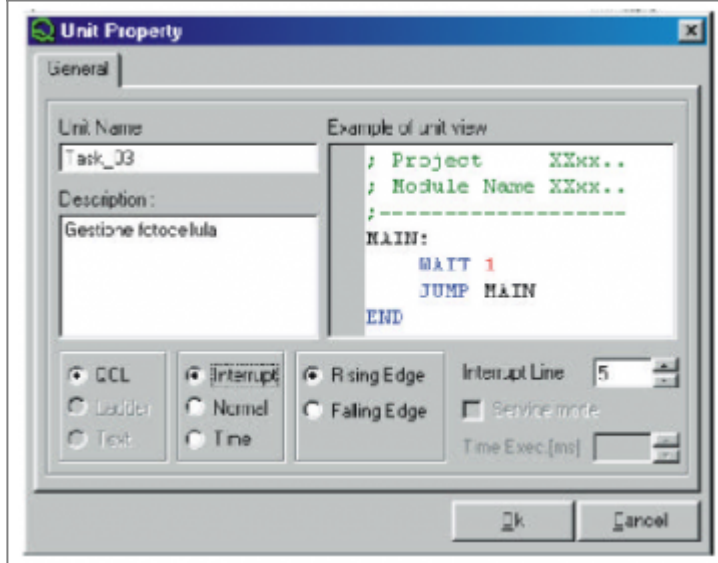 Unit Property
General
Unit Name
Task_03
Description :
Gestione fotocellula
Example of unit view
; Project XXxx..
; Module Name XXxx..
;-------------------
MAIN:
WAIT 1
JUMP MAIN
END
QCL
Ladder
Text
Interrupt
Normal
Time
Rising Edge
Falling Edge
Interrupt Line 5
Service mode
Time Exec.[ms]
Ok
Cancel